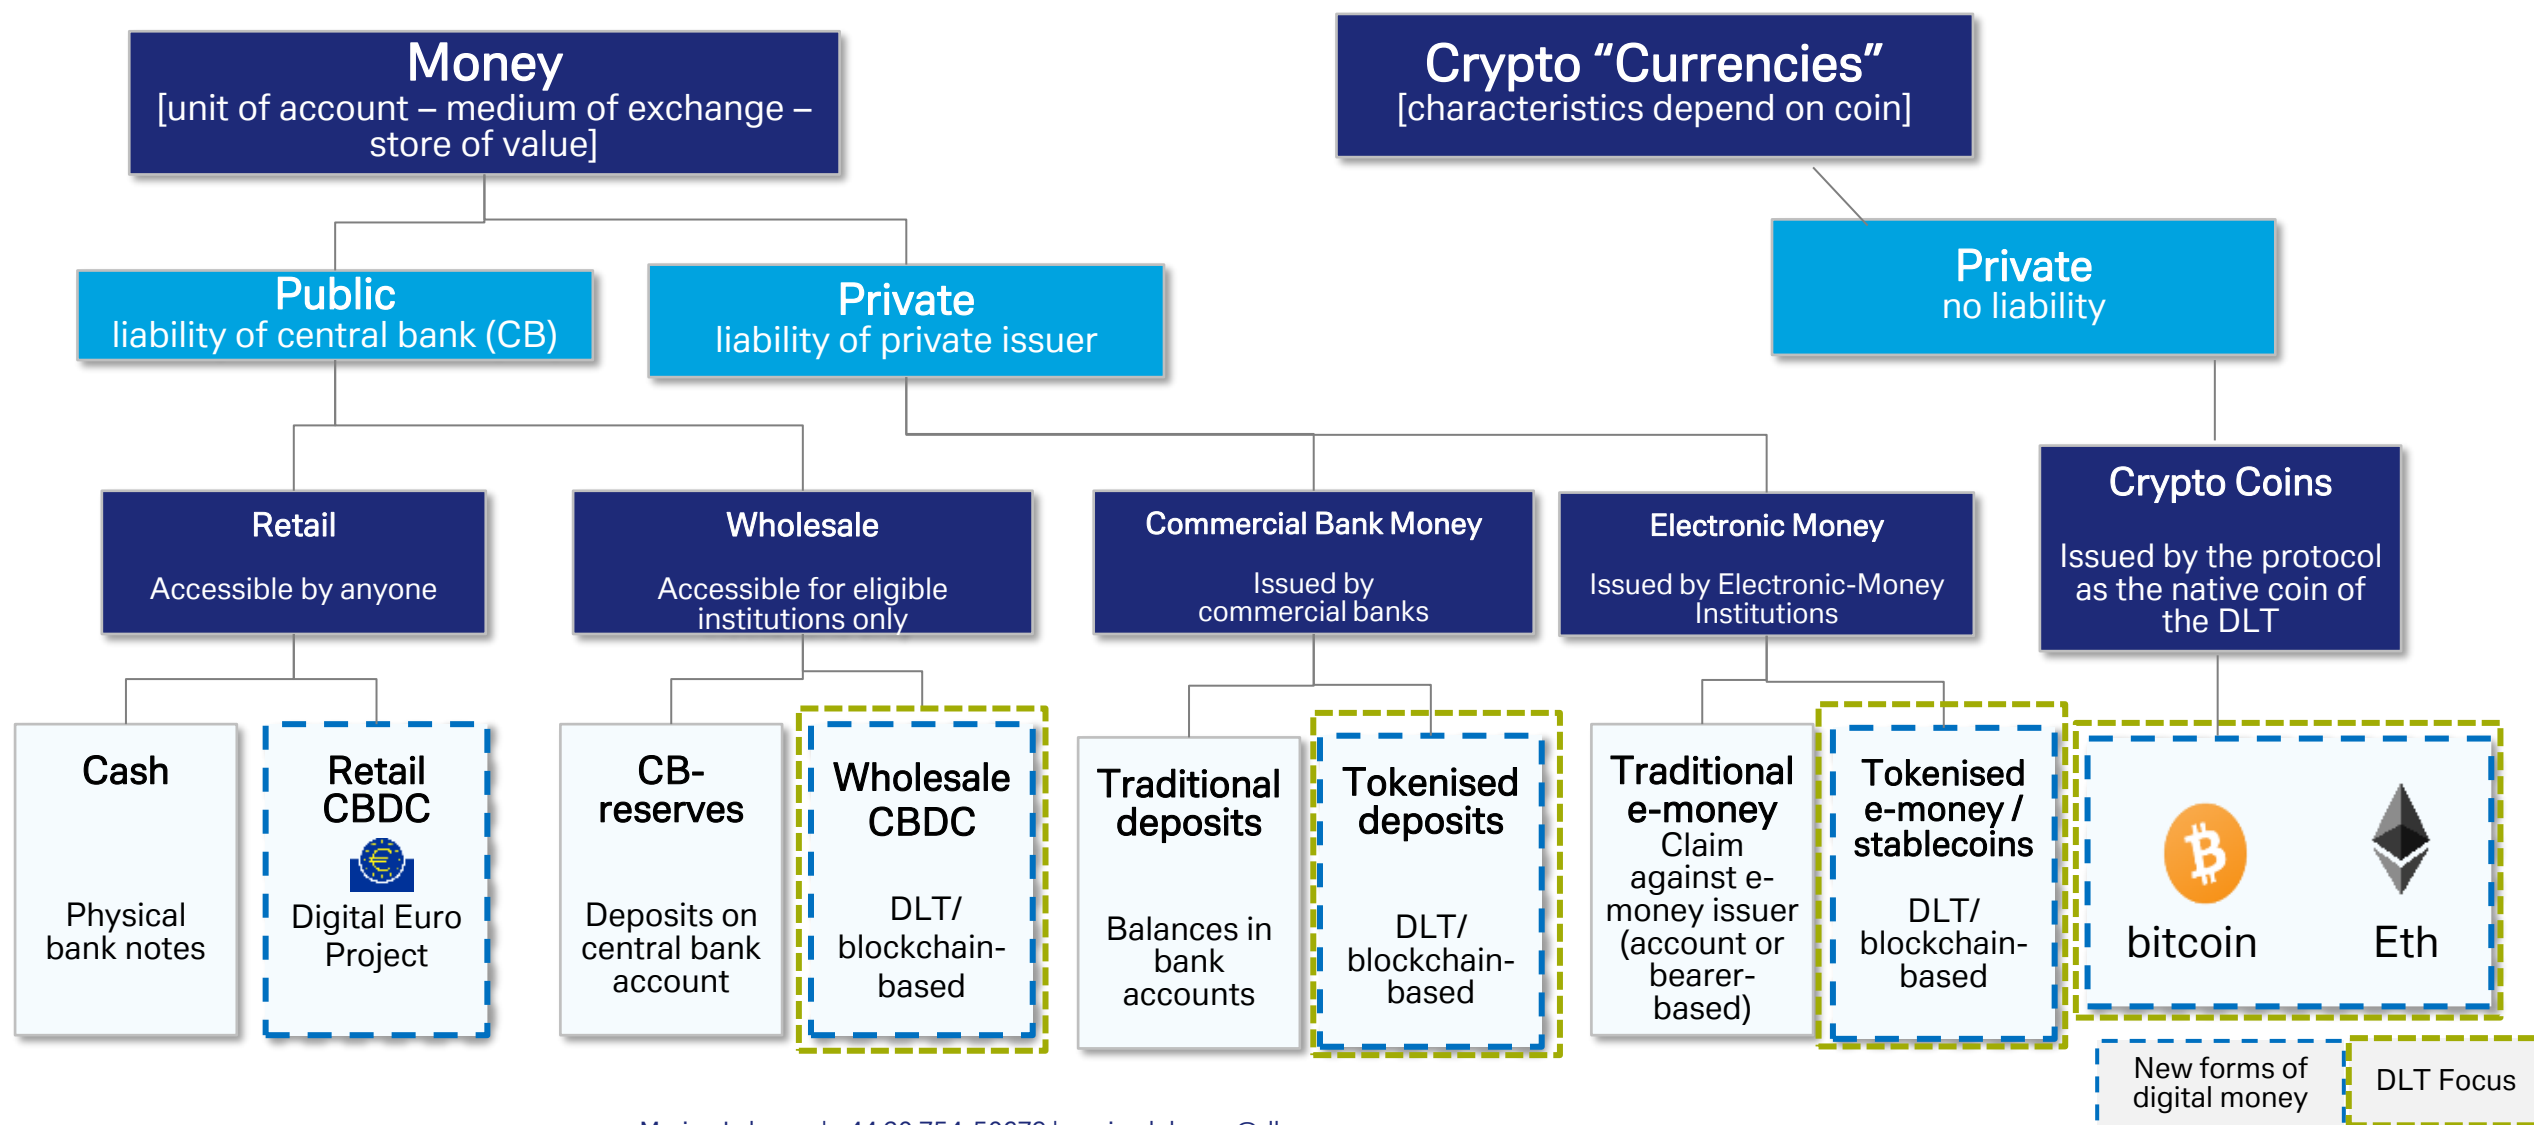 Money
[unit of account – medium of exchange –
store of value]
Crypto “Currencies”
[characteristics depend on coin]
Public
liability of central bank (CB)
Private
liability of private issuer
Private
no liability
Retail
Accessible by anyone
Wholesale
Accessible for eligible
institutions only
Commercial Bank Money
Issued by
commercial banks
Electronic Money
Issued by Electronic-Money
Institutions
Crypto Coins
Issued by the protocol
as the native coin of
the DLT
Cash
Physical
bank notes
Retail
CBDC
Digital Euro
Project
CB-
reserves
Deposits on
central bank
account
Wholesale
CBDC
DLT/
blockchain-
based
Traditional
deposits
Balances in
bank
accounts
Tokenised
deposits
DLT/
blockchain-
based
Traditional
e-money
Claim
against e-
money issuer
(account or
bearer-
based)
Tokenised
e-money /
stablecoins
DLT/
blockchain-
based
bitcoin
Eth
New forms of
digital money
DLT Focus